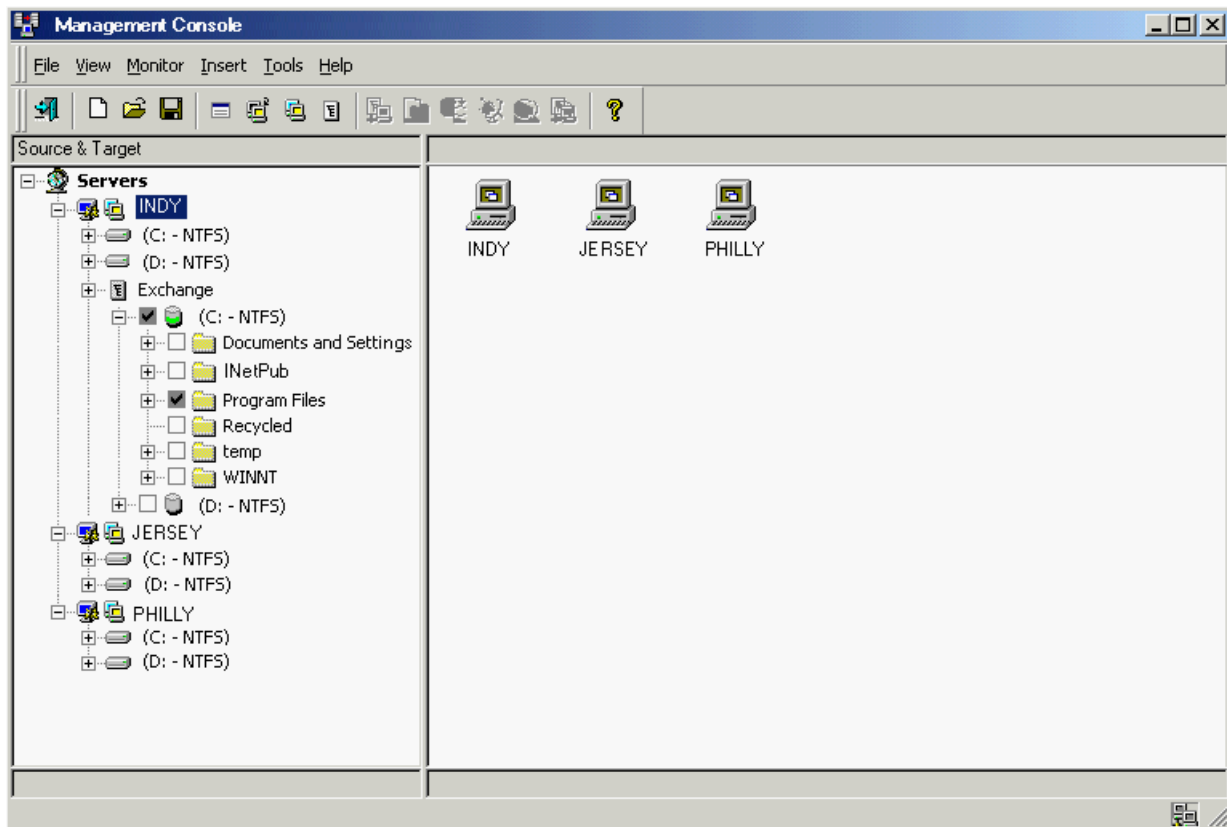 Management Console
File View Monitor Insert Tools Help
Source & Target
Servers
INDY
(C: - NTFS)
(D: - NTFS)
Exchange
(C: - NTFS)
Documents and Settings
INetPub
Program Files
Recycled
temp
WINNT
(D: - NTFS)
JERSEY
(C: - NTFS)
(D: - NTFS)
PHILLY
(C: - NTFS)
(D: - NTFS)
INDY JERSEY PHILLY